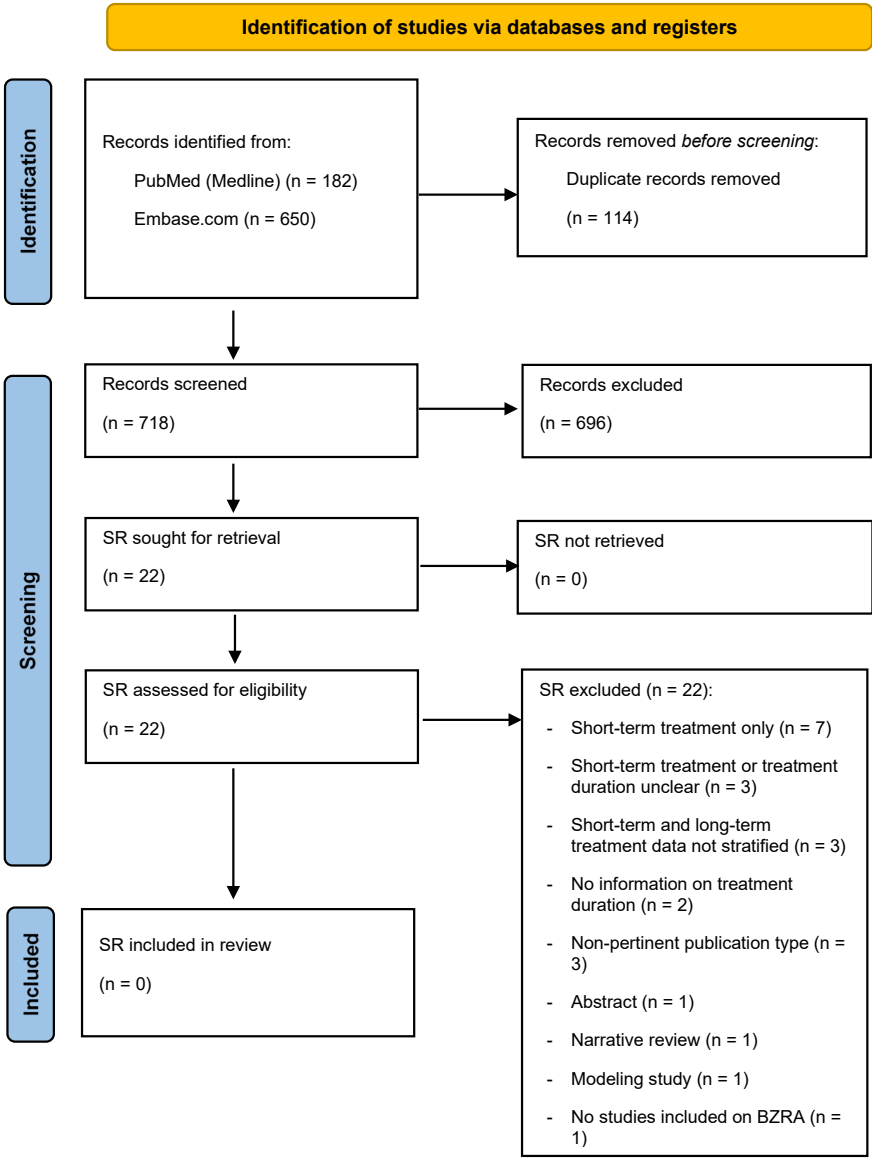 Identification of studies via databases and registers
Identification
Records identified from:
PubMed (Medline) (n = 182)
Embase.com (n = 650)
Records removed before screening:
Duplicate records removed
(n = 114)
Screening
Records screened
(n = 718)
Records excluded
(n = 696)
SR sought for retrieval
(n = 22)
SR not retrieved
(n = 0)
SR assessed for eligibility
(n = 22)
SR excluded (n = 22):
- Short-term treatment only (n = 7)
- Short-term treatment or treatment
duration unclear (n = 3)
- Short-term and long-term
treatment data not stratified (n = 3)
- No information on treatment
duration (n = 2)
- Non-pertinent publication type (n =
3)
- Abstract (n = 1)
- Narrative review (n = 1)
- Modeling study (n = 1)
- No studies included on BZRA (n =
1)
Included
SR included in review
(n = 0)